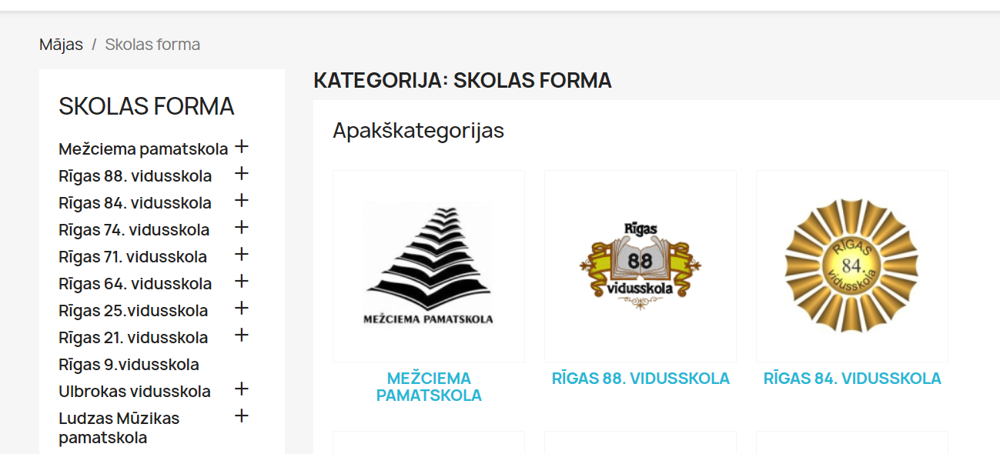 Mājas / Skolas forma
SKOLAS FORMA
Mežciema pamatskola +
Rīgas 88. vidusskola +
Rīgas 84. vidusskola +
Rīgas 74. vidusskola +
Rīgas 71. vidusskola +
Rīgas 64. vidusskola +
Rīgas 25.vidusskola +
Rīgas 21. vidusskola +
Rīgas 9.vidusskola
Ulbrokas vidusskola +
Ludzas Mūzikas +
pamatskola
KATEGORIJA: SKOLAS FORMA
Apakškategorijas
MEŽCIEMA PAMATSKOLA
MEŽCIEMA
PAMATSKOLA
Rīgas
88
vidusskola
RĪGAS 88. VIDUSSKOLA
RĪGAS
84.
vidusskola
RĪGAS 84. VIDUSSKOLA